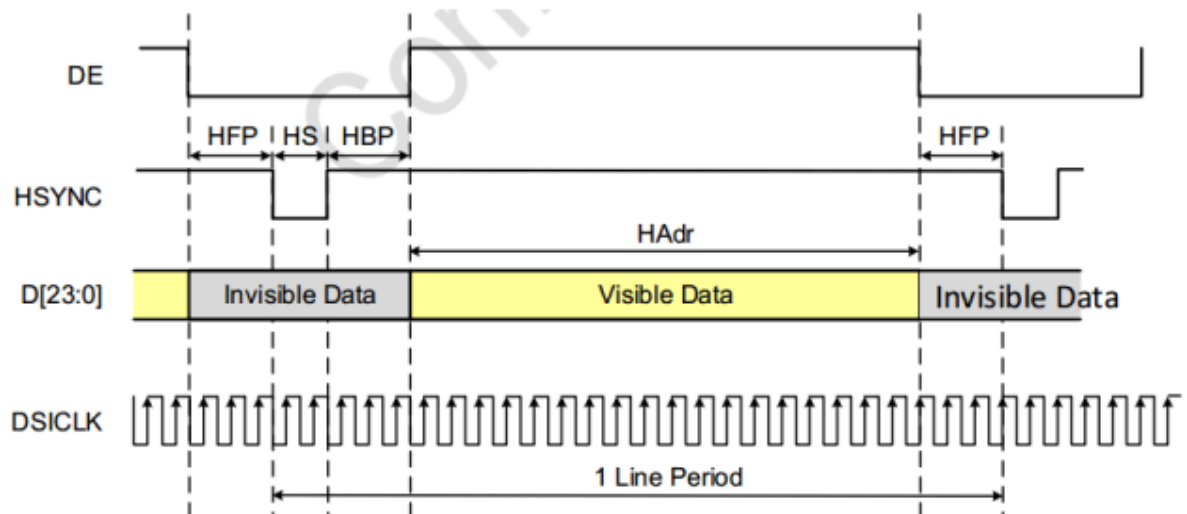 DE
HFP HS HBP HFP
HSYNC
HAdr
D[23:0] Invisible Data Visible Data Invisible Data
DSICLK
1 Line Period